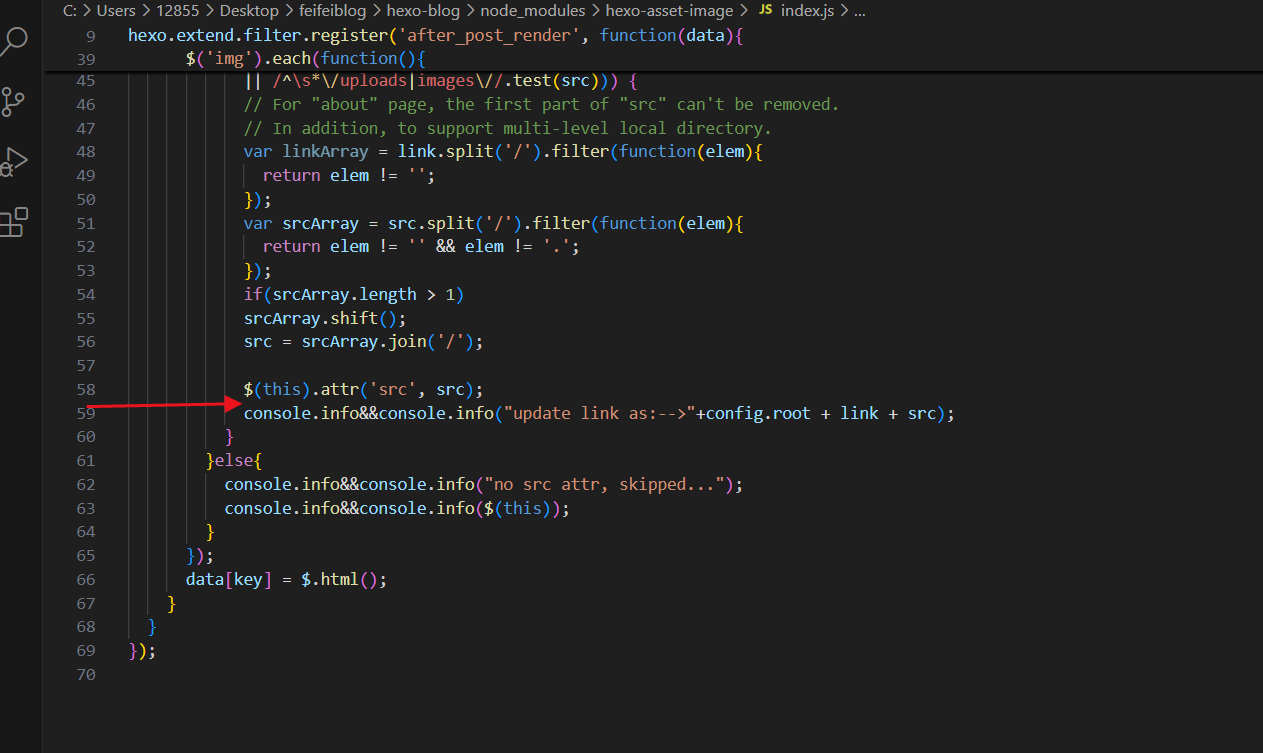 C: > Users > 12855 > Desktop > feifeiblog > hexo-blog > node_modules > hexo-asset-image > JS index.js > ...
9 hexo.extend.filter.register('after_post_render', function(data){
39 $('img').each(function(){
45 || /^\s*\/uploads|images\//.test(src))) {
46 // For "about" page, the first part of "src" can't be removed.
47 // In addition, to support multi-level local directory.
48 var linkArray = link.split('/').filter(function(elem){
49 return elem != '';
50 });
51 var srcArray = src.split('/').filter(function(elem){
52 return elem != '' && elem != '.';
53 });
54 if(srcArray.length > 1)
55 srcArray.shift();
56 src = srcArray.join('/');
57
58 $(this).attr('src', src);
59 console.info&&console.info("update link as:-->"+config.root + link + src);
60 }
61 }else{
62 console.info&&console.info("no src attr, skipped...");
63 console.info&&console.info($(this));
64 }
65 });
66 data[key] = $.html();
67 }
68 }
69 });
70